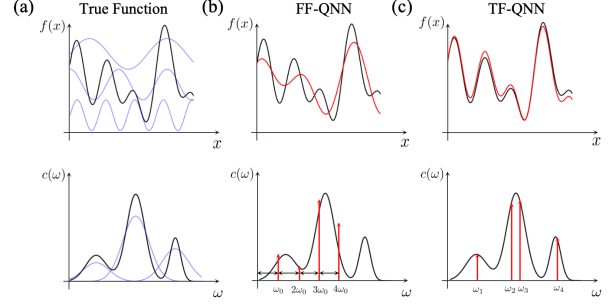 (a) True Function
f(x)
x
c(ω)
ω
(b) FF-QNN
f(x)
x
c(ω)
ω₀ 2ω₀ 3ω₀ 4ω₀
ω
(c) TF-QNN
f(x)
x
c(ω)
ω₁ ω₂ ω₃ ω₄
ω